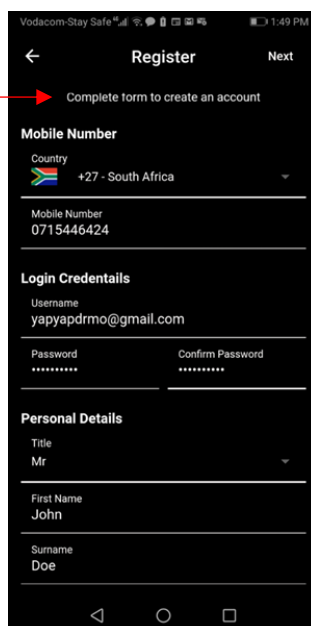 Vodacom-Stay Safe 1:49 PM
Register Next
Complete form to create an account
Mobile Number
Country
+27 - South Africa
Mobile Number
0715446424
Login Credentails
Username
yapyapdrmo@gmail.com
Password Confirm Password
•••••••••• ••••••••••
Personal Details
Title
Mr
First Name
John
Surname
Doe